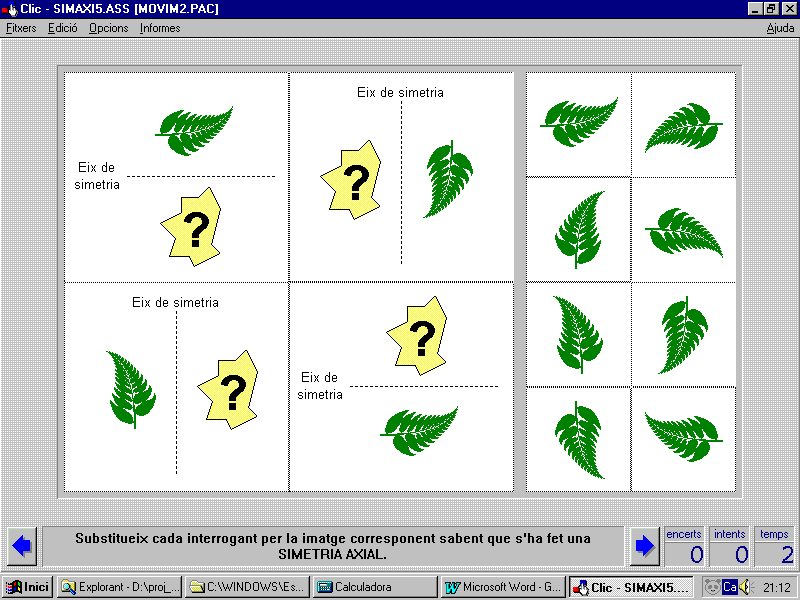 Clic - SIMAXI5.ASS [MOVIM2.PAC]
Fitxers Edició Opcions Informes Ajuda
Eix de simetria
Eix de
simetria
?
?
Eix de simetria
?
?
Eix de
simetria
Substitueix cada interrogant per la imatge corresponent sabent que s'ha fet una
SIMETRIA AXIAL.
encerts intents temps
0 0 2
Inici Explorant - D:\proj_... C:\WINDOWS\Es... Calculadora Microsoft Word - G... Clic - SIMAXI5.... Ca 21:12